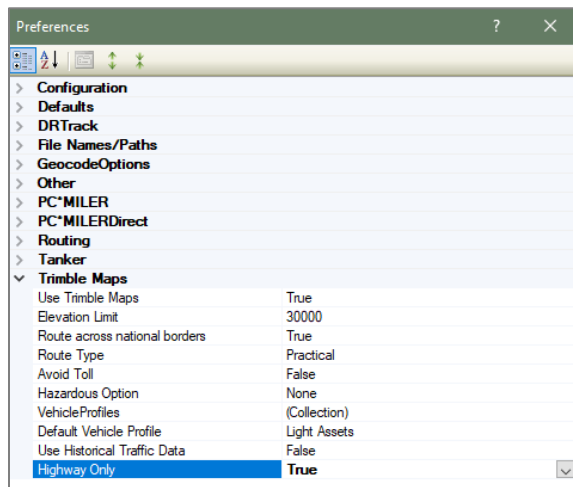 Preferences ?
Configuration
Defaults
DRTrack
File Names/Paths
GeocodeOptions
Other
PC*MILER
PC*MILERDirect
Routing
Tanker
Trimble Maps
Use Trimble Maps True
Elevation Limit 30000
Route across national borders True
Route Type Practical
Avoid Toll False
Hazardous Option None
VehicleProfiles (Collection)
Default Vehicle Profile Light Assets
Use Historical Traffic Data False
Highway Only True